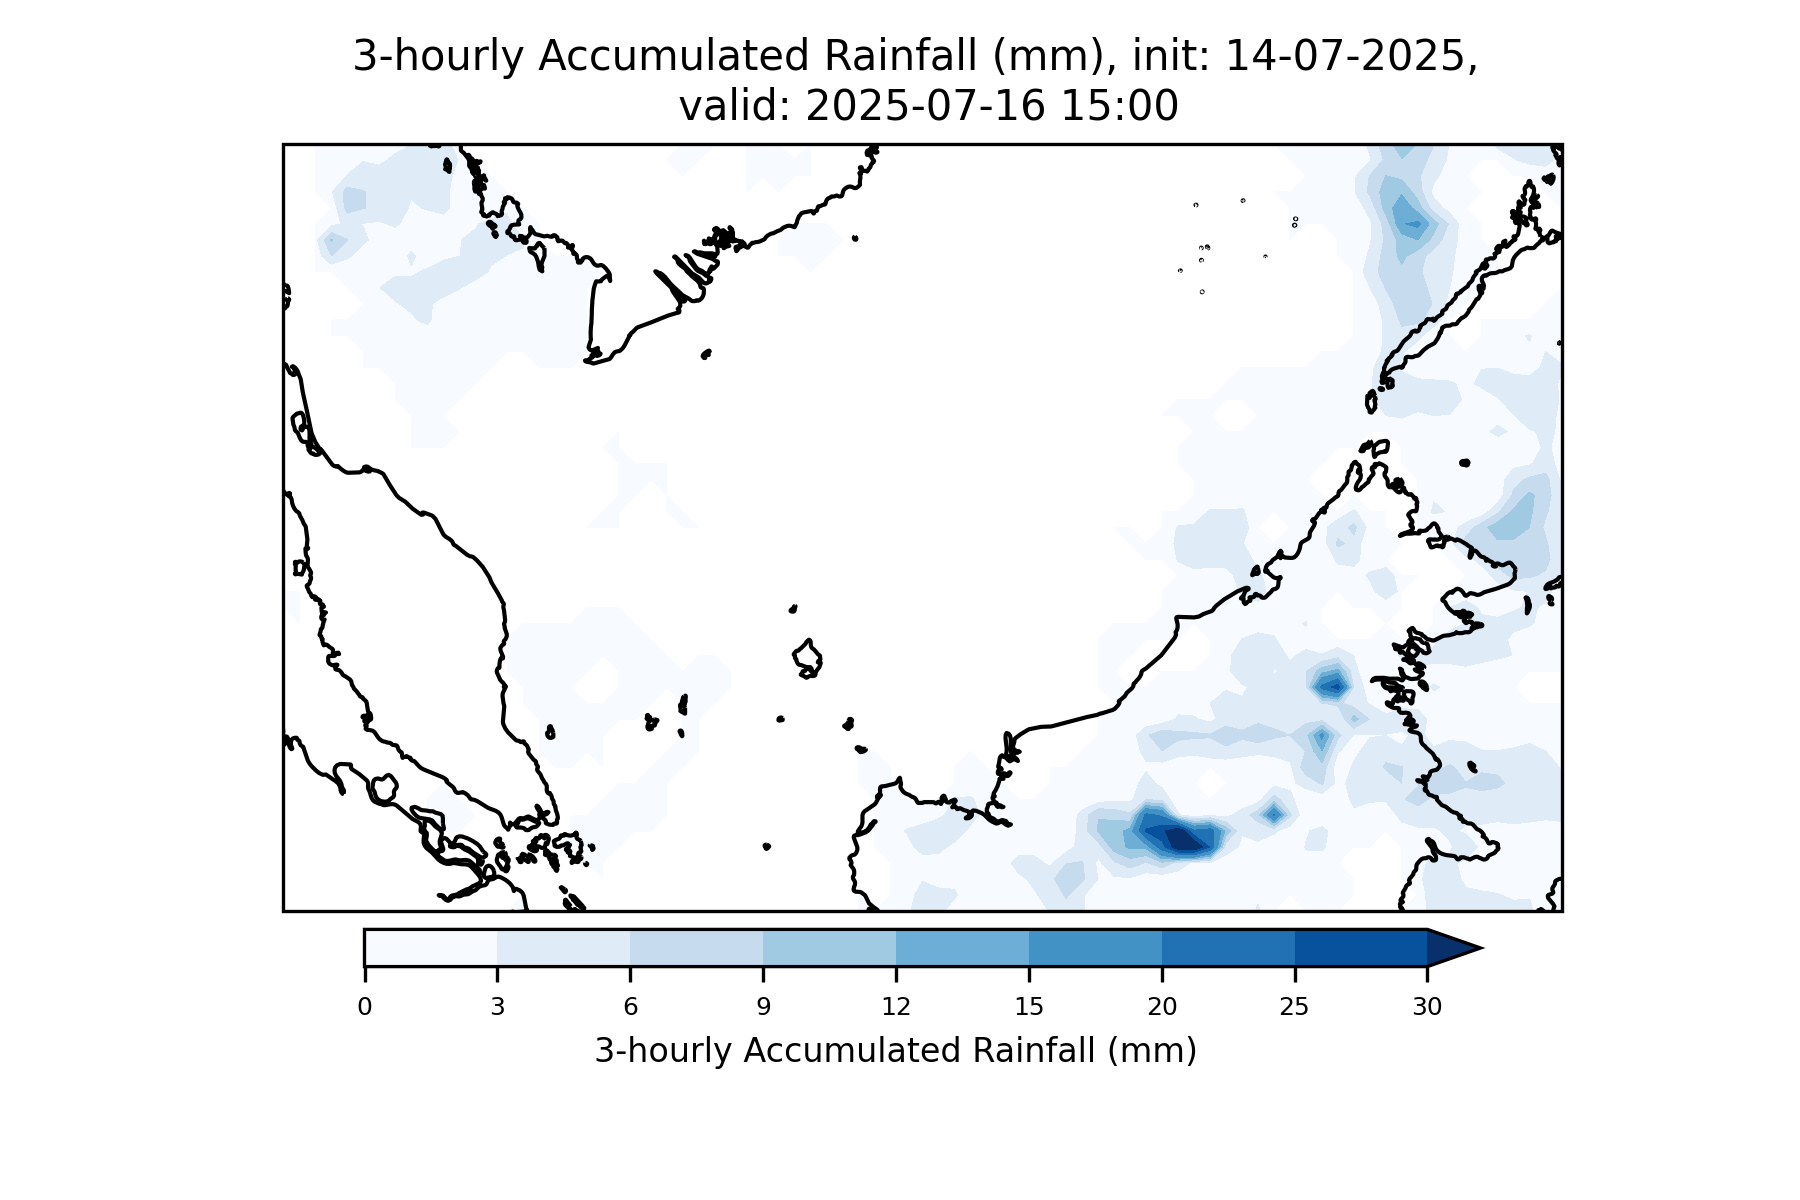 3-hourly Accumulated Rainfall (mm), init: 14-07-2025,
valid: 2025-07-16 15:00
0 3 6 9 12 15 20 25 30
3-hourly Accumulated Rainfall (mm)